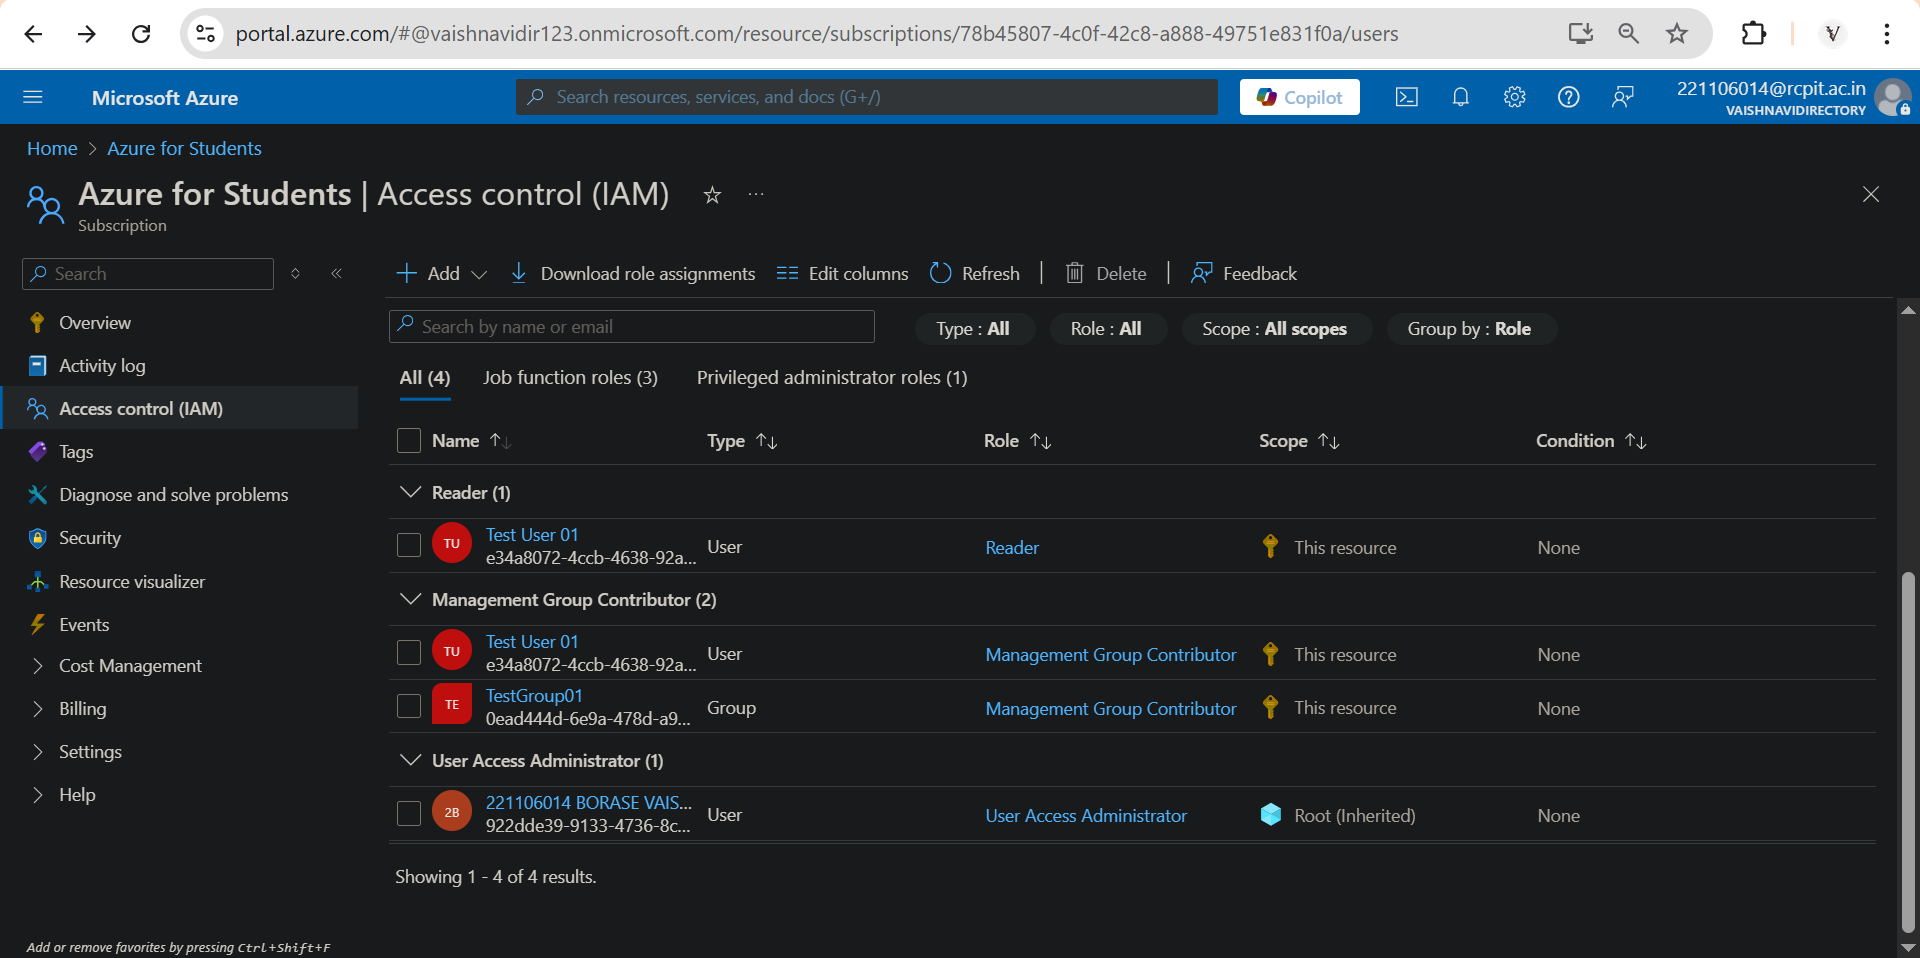 portal.azure.com/#@vaishnavidir123.onmicrosoft.com/resource/subscriptions/78b45807-4c0f-42c8-a888-49751e831f0a/users
Microsoft Azure
Search resources, services, and docs (G+/)
Copilot
221106014@rcpit.ac.in
VAISHNAVIDIRECTORY
Home > Azure for Students
Azure for Students | Access control (IAM)
Subscription
Search
Overview
Activity log
Access control (IAM)
Tags
Diagnose and solve problems
Security
Resource visualizer
Events
Cost Management
Billing
Settings
Help
Add or remove favorites by pressing Ctrl+Shift+F
Add
Download role assignments
Edit columns
Refresh
Delete
Feedback
Search by name or email
Type : All
Role : All
Scope : All scopes
Group by : Role
All (4)
Job function roles (3)
Privileged administrator roles (1)
Name Type Role Scope Condition
Reader (1)
TU Test User 01 User Reader This resource None
e34a8072-4ccb-4638-92a...
Management Group Contributor (2)
TU Test User 01 User Management Group Contributor This resource None
e34a8072-4ccb-4638-92a...
TE TestGroup01 Group Management Group Contributor This resource None
0ead444d-6e9a-478d-a9...
User Access Administrator (1)
2B 221106014 BORASE VAIS... User User Access Administrator Root (Inherited) None
922dde39-9133-4736-8c...
Showing 1 - 4 of 4 results.